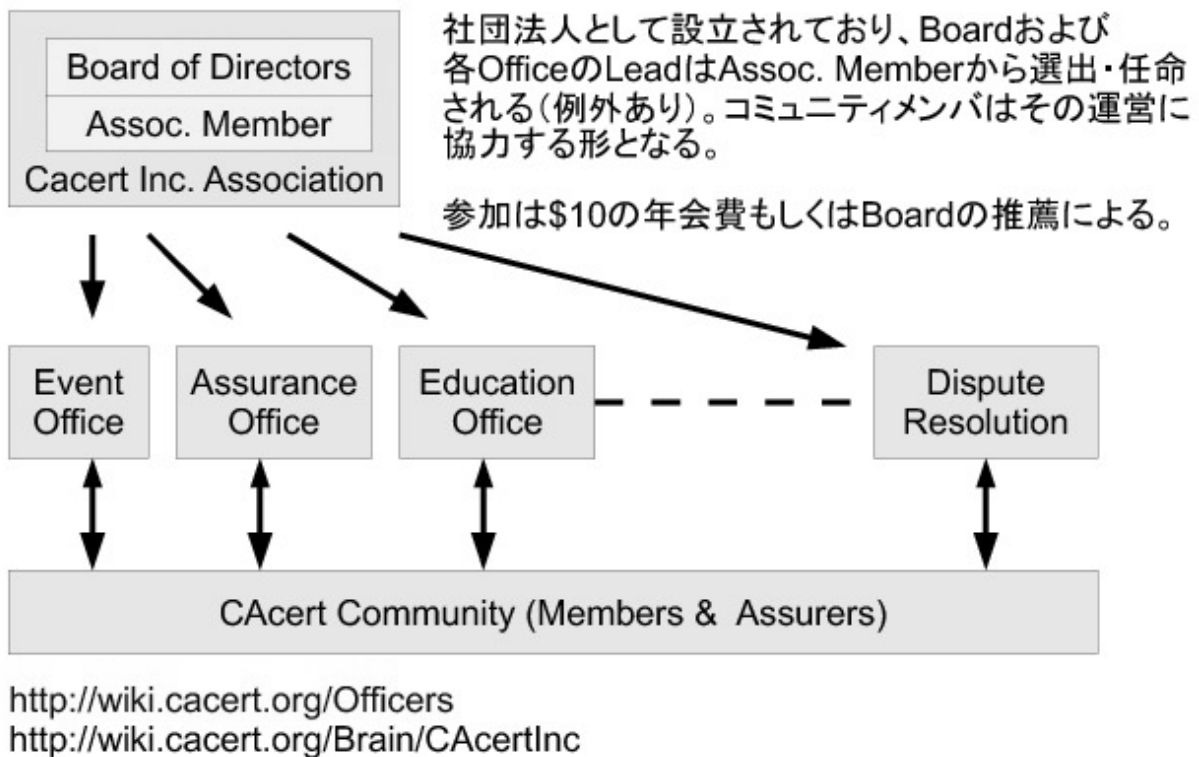 Board of Directors
Assoc. Member
Cacert Inc. Association
社団法人として設立されており、Boardおよび
各OfficeのLeadはAssoc. Memberから選出・任命
される(例外あり)。コミュニティメンバはその運営に
協力する形となる。
参加は$10の年会費もしくはBoardの推薦による。
Event
Office
Assurance
Office
Education
Office
Dispute
Resolution
CAcert Community (Members & Assurers)
http://wiki.cacert.org/Officers
http://wiki.cacert.org/Brain/CAcertInc